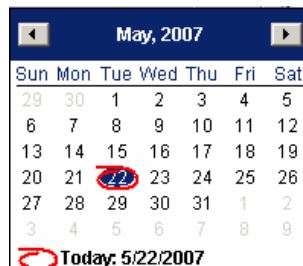 May, 2007
Sun Mon Tue Wed Thu Fri Sat
29 30 1 2 3 4 5
6 7 8 9 10 11 12
13 14 15 16 17 18 19
20 21 22 23 24 25 26
27 28 29 30 31 1 2
3 4 5 6 7 8 9
Today: 5/22/2007